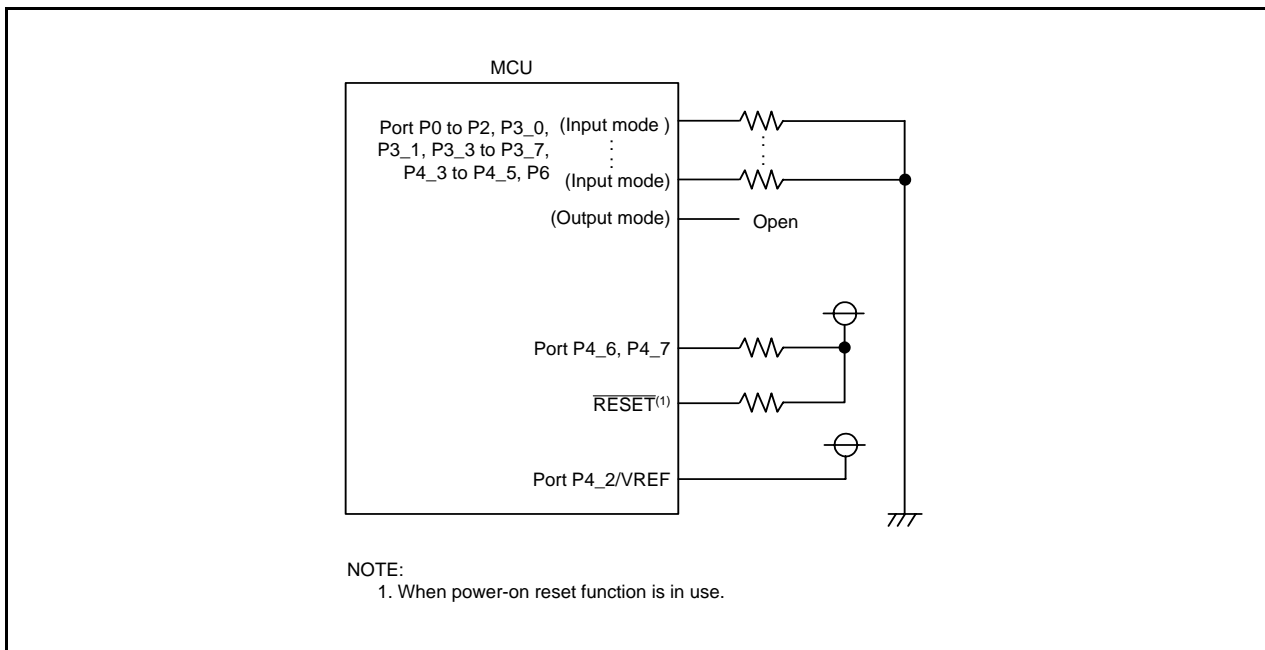 MCU
Port P0 to P2, P3_0,
P3_1, P3_3 to P3_7,
P4_3 to P4_5, P6
(Input mode )
(Input mode)
(Output mode)
Open
Port P4_6, P4_7
RESET(1)
Port P4_2/VREF
NOTE:
1. When power-on reset function is in use.